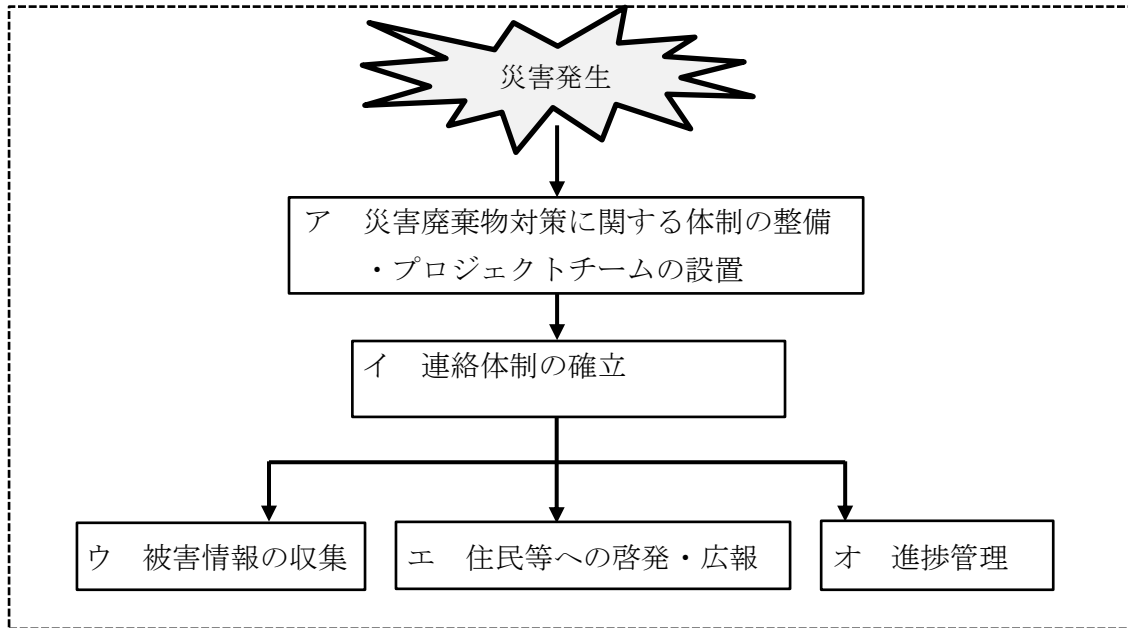 災害発生
ア 災害廃棄物対策に関する体制の整備
・プロジェクトチームの設置
イ 連絡体制の確立
ウ 被害情報の収集
エ 住民等への啓発・広報
オ 進捗管理